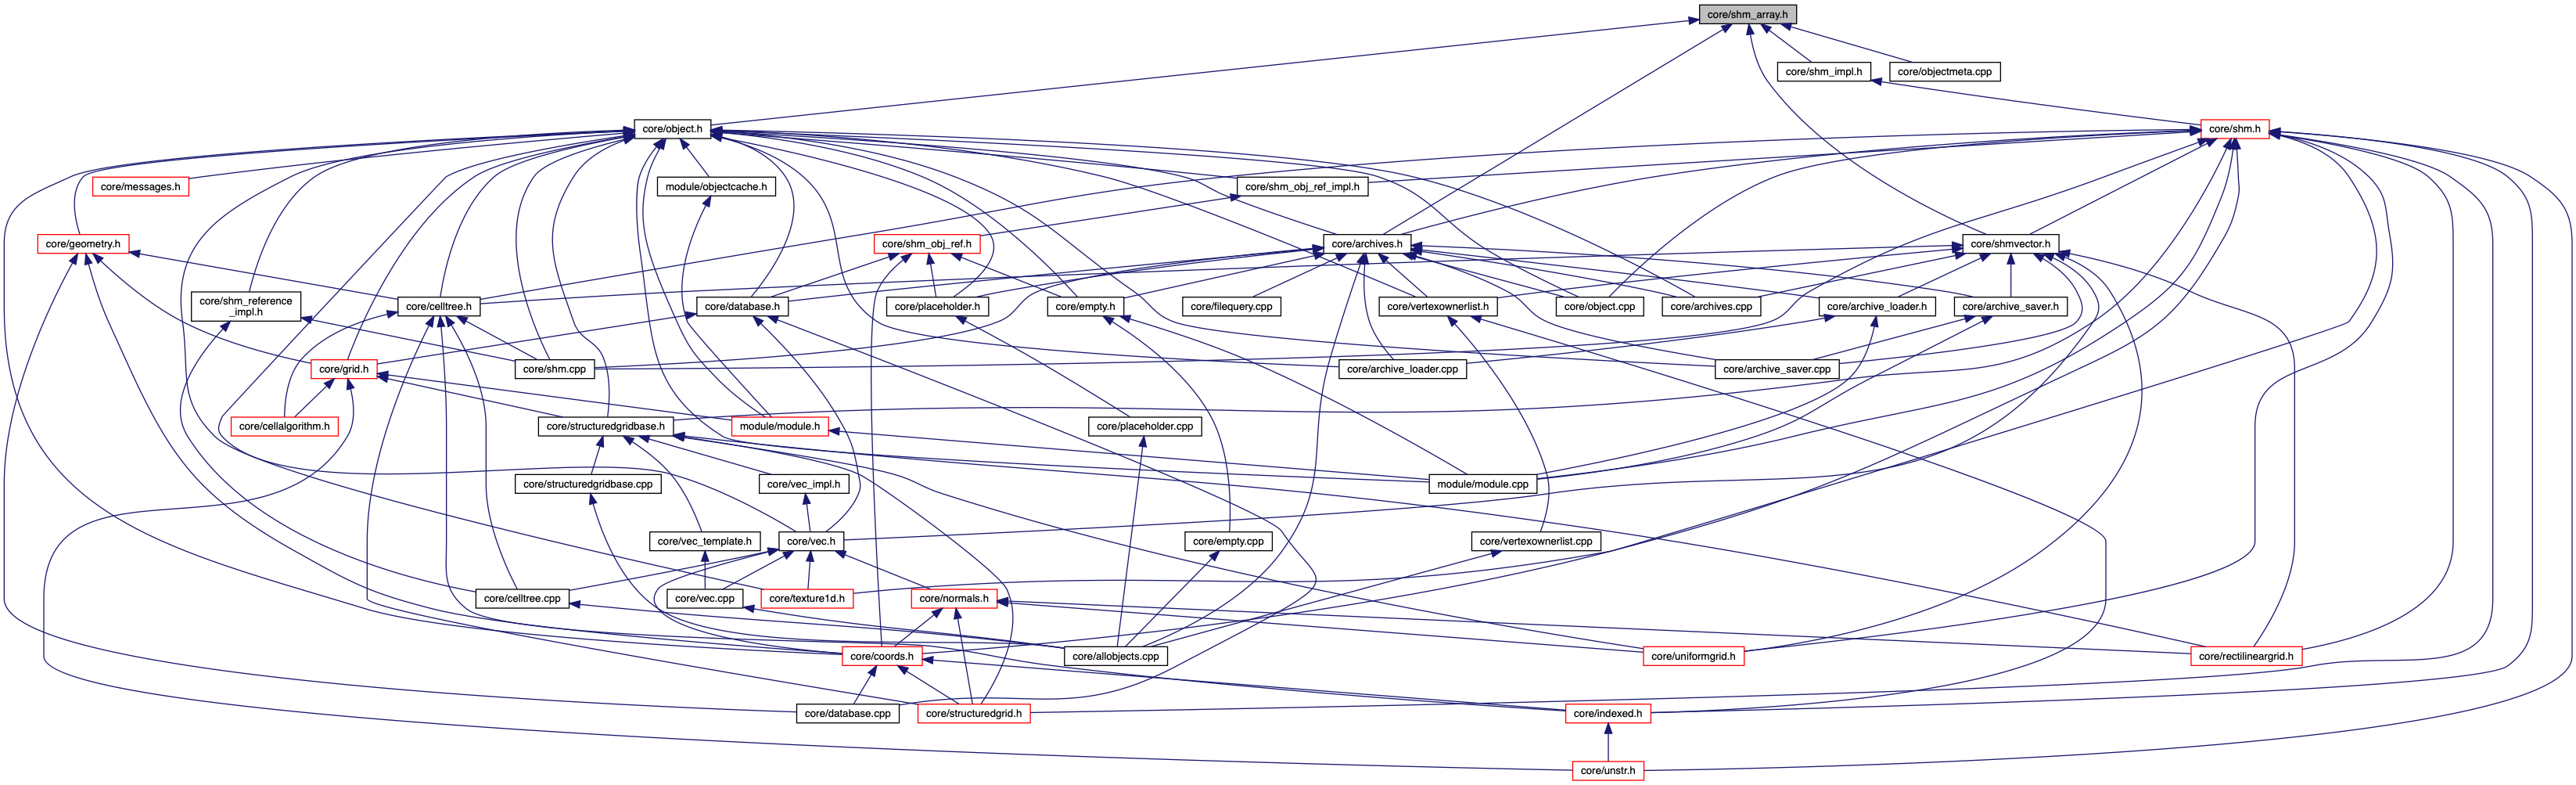 core/shm_array.h
core/shm_impl.h
core/objectmeta.cpp
core/object.h
core/shm.h
core/messages.h
module/objectcache.h
core/shm_obj_ref_impl.h
core/geometry.h
core/shm_obj_ref.h
core/archives.h
core/shmvector.h
core/shm_reference
_impl.h
core/celltree.h
core/database.h
core/placeholder.h
core/empty.h
core/filequery.cpp
core/vertexownerlist.h
core/object.cpp
core/archives.cpp
core/archive_loader.h
core/archive_saver.h
core/grid.h
core/shm.cpp
core/archive_loader.cpp
core/archive_saver.cpp
core/cellalgorithm.h
core/structuredgridbase.h
module/module.h
core/placeholder.cpp
core/structuredgridbase.cpp
core/vec_impl.h
module/module.cpp
core/vec_template.h
core/vec.h
core/empty.cpp
core/vertexownerlist.cpp
core/celltree.cpp
core/vec.cpp
core/texture1d.h
core/normals.h
core/coords.h
core/allobjects.cpp
core/uniformgrid.h
core/rectilineargrid.h
core/database.cpp
core/structuredgrid.h
core/indexed.h
core/unstr.h